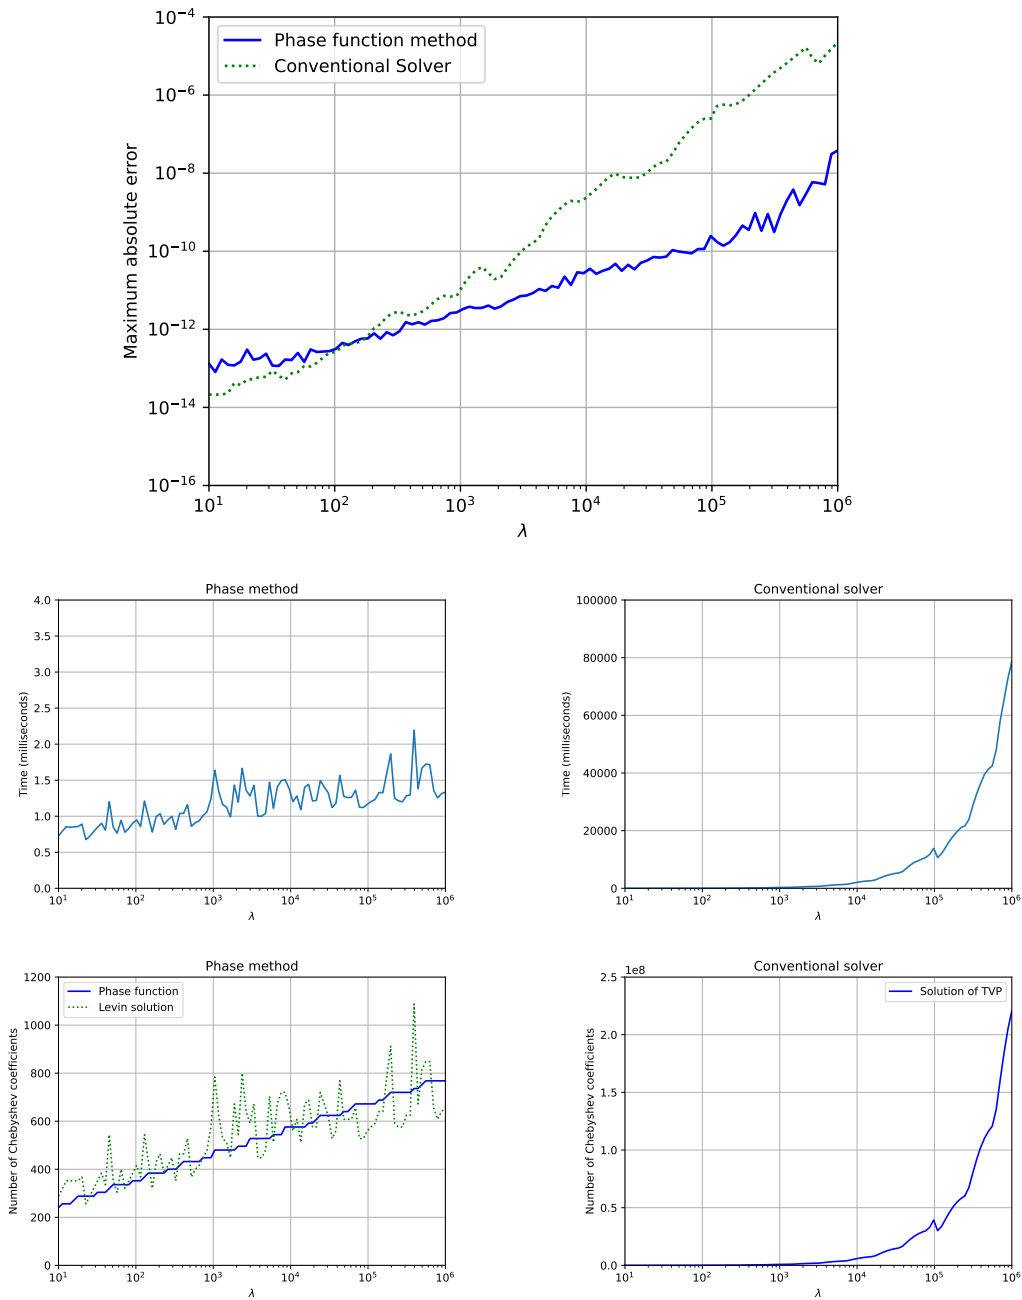 10^{-4}
10^{-6}
10^{-8}
10^{-10}
10^{-12}
10^{-14}
10^{-16}
Maximum absolute error
Phase function method
Conventional Solver
10^1 10^2 10^3 10^4 10^5 10^6
λ
Phase method
4.0
3.5
3.0
2.5
2.0
1.5
1.0
0.5
0.0
Time (milliseconds)
10^1 10^2 10^3 10^4 10^5 10^6
λ
Conventional solver
100000
80000
60000
40000
20000
0
Time (milliseconds)
10^1 10^2 10^3 10^4 10^5 10^6
λ
Phase method
1200
1000
800
600
400
200
0
Number of Chebyshev coefficients
Phase function
Levin solution
10^1 10^2 10^3 10^4 10^5 10^6
λ
Conventional solver
1e8
2.5
2.0
1.5
1.0
0.5
0.0
Number of Chebyshev coefficients
Solution of TVP
10^1 10^2 10^3 10^4 10^5 10^6
λ